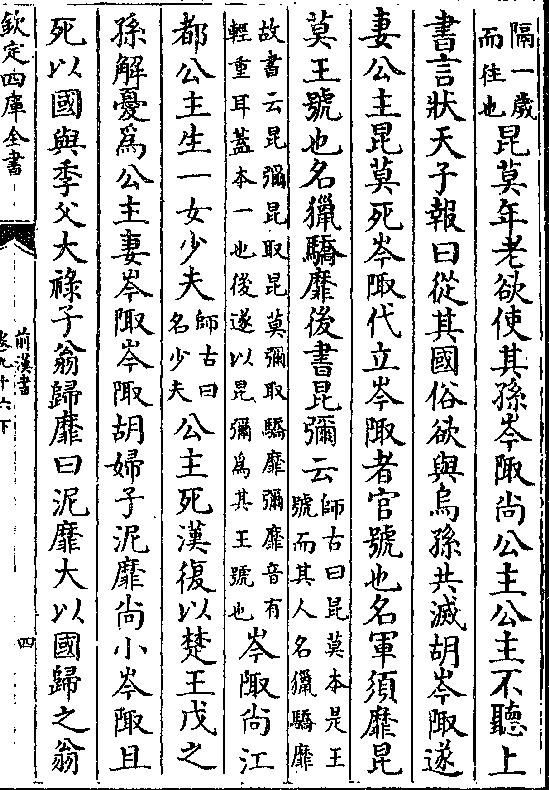 隔一歲
而往也
昆莫年老欲使其孫岑陬尚公主公主不聽上
書言狀天子報曰從其國俗欲與烏孫共滅胡岑陬遂
妻公主昆莫死岑陬代立岑陬者官號也名軍須靡昆
莫王號也名獵驕靡後書昆彌云
師古曰昆莫本是王
號而其人名獵驕靡
故書云昆彌昆取昆莫彌取驕靡彌靡音有
輕重耳蓋本一也後遂以昆彌為其王號也
岑陬尚江
都公主生一女少夫
師古曰
名少夫
公主死漢復以楚王戊之
孫解憂為公主妻岑陬岑陬胡婦子泥靡尚小岑陬且
死以國與季父大祿子翁歸靡曰泥靡大以國歸之翁
欽定四庫全書
前漢書
卷九十六下
四